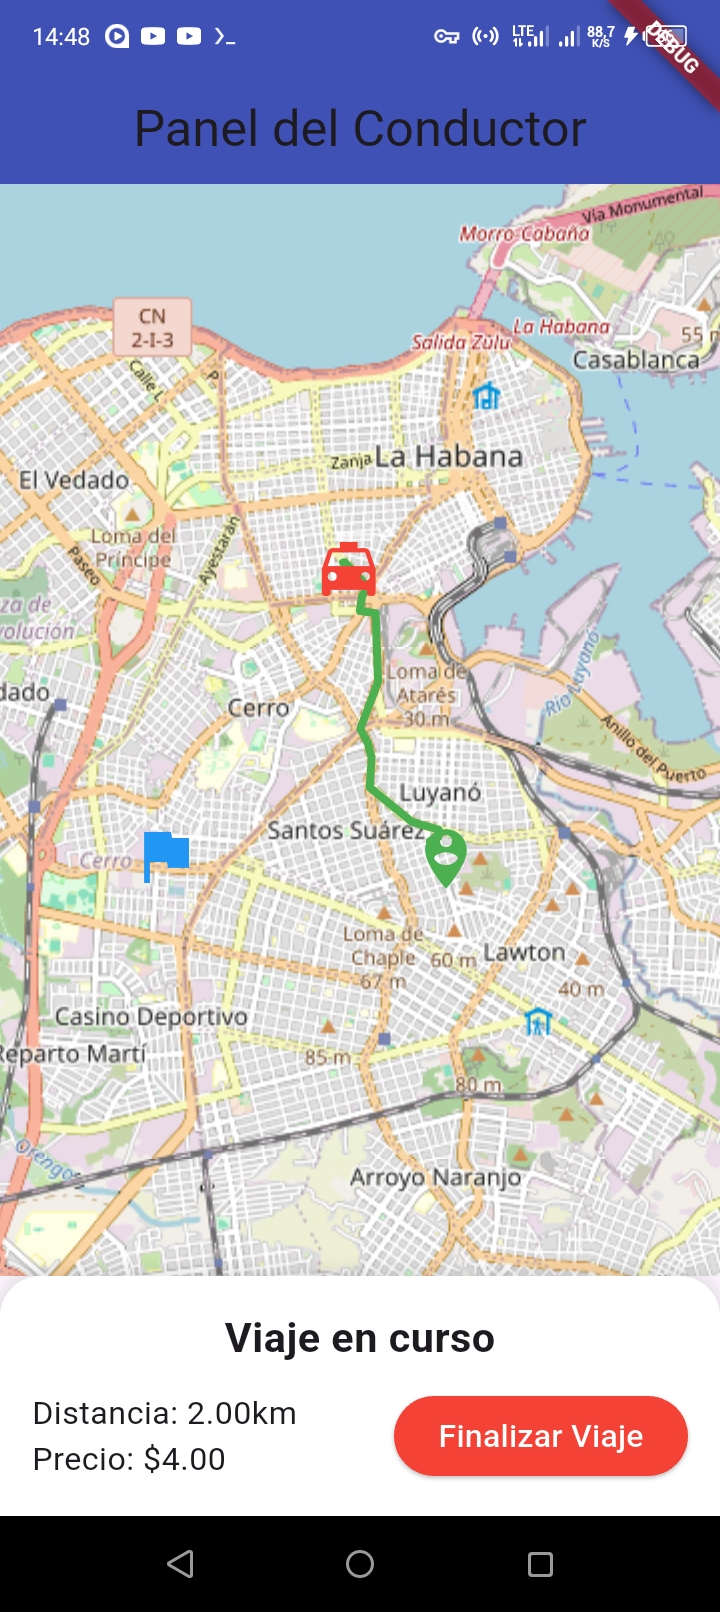 14:48
LTE
88,7
K/S
DEBUG
Panel del Conductor
Vía Monumental
Morro-Cabaña
CN
2-I-3
La Habana
Salida Zulu
55 m
Casablanca
Calle L
P
Zanja
La Habana
El Vedado
Loma del
Príncipe
Paseo
Ayestarán
za de
volución
Loma de
Atarés
30 m
Río Luyanó
dado
Cerro
Anillo del Puerto
Luyanó
Santos Suárez
Cerro
Loma de
Chaple
67 m
60 m
Lawton
40 m
Casino Deportivo
Reparto Martí
85 m
80 m
Orengo
Arroyo Naranjo
Viaje en curso
Distancia: 2.00km
Precio: $4.00
Finalizar Viaje